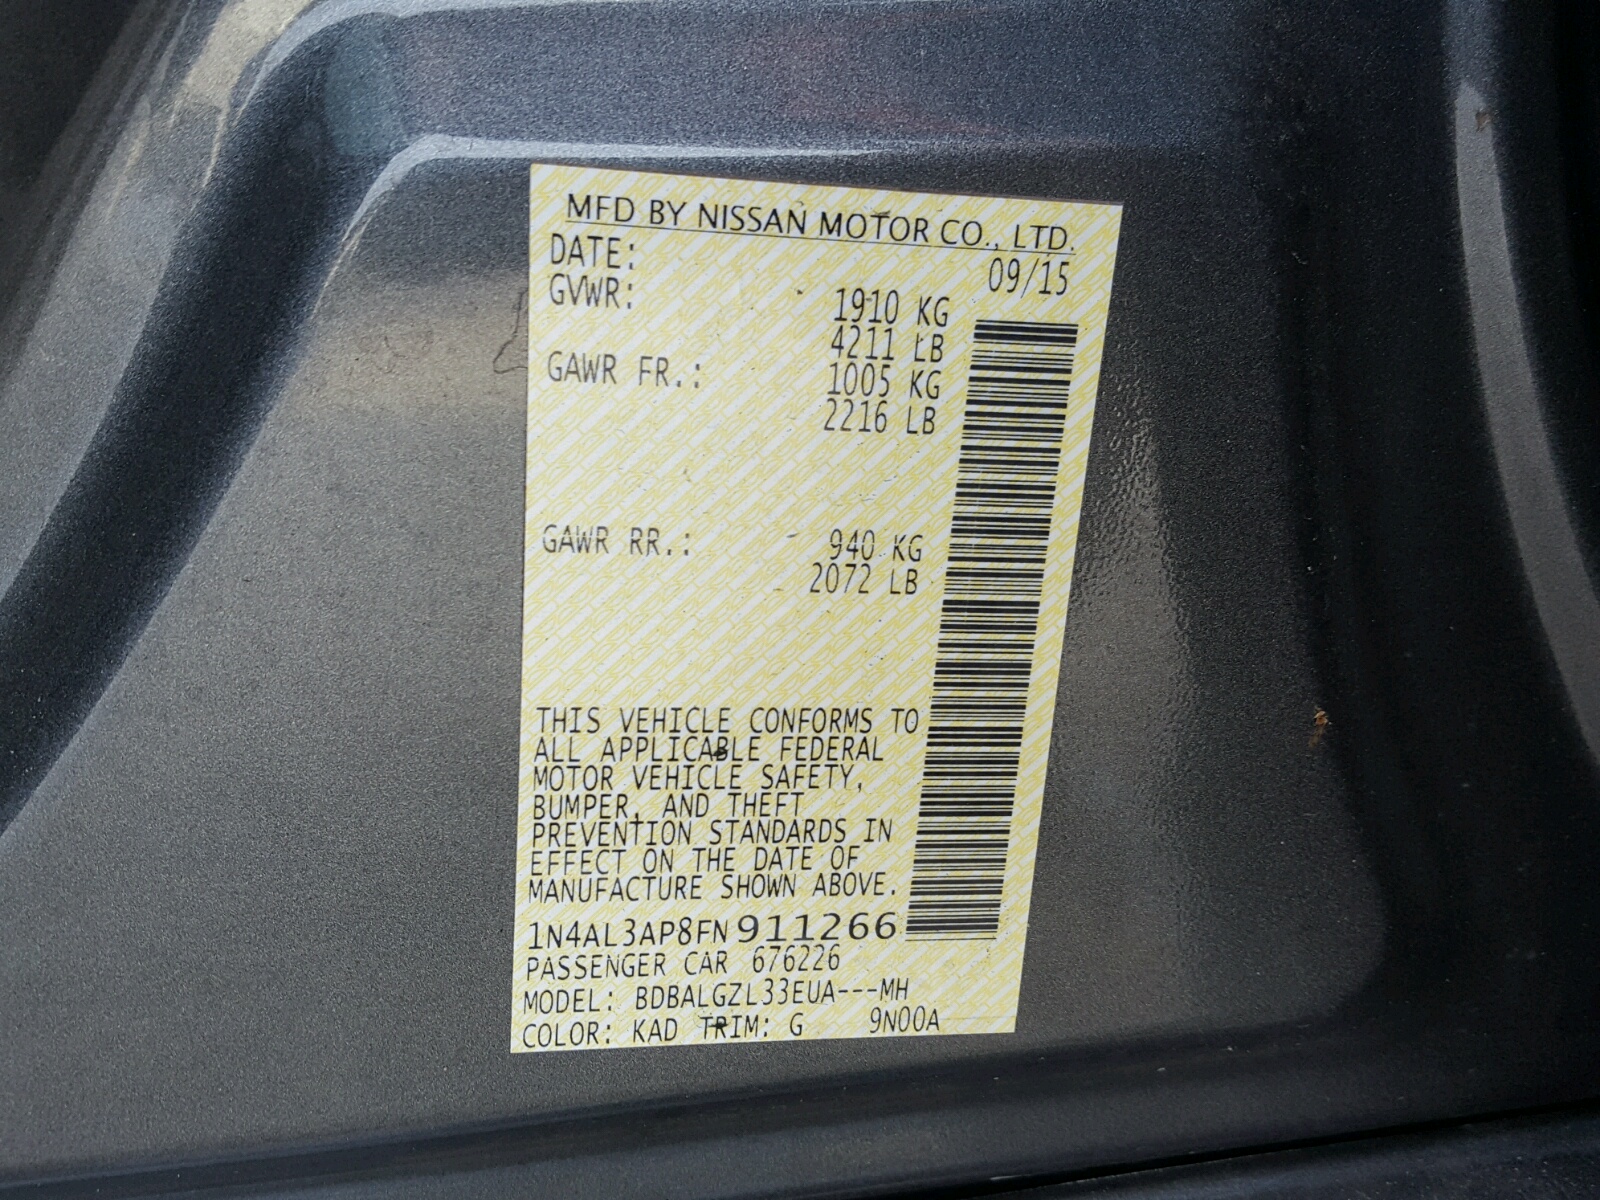 MFD BY NISSAN MOTOR CO., LTD.
DATE: 09/15
GVWR: 1910 KG
4211 LB
GAWR FR.: 1005 KG
2216 LB
GAWR RR.: 940 KG
2072 LB
THIS VEHICLE CONFORMS TO
ALL APPLICABLE FEDERAL
MOTOR VEHICLE SAFETY,
BUMPER, AND THEFT
PREVENTION STANDARDS IN
EFFECT ON THE DATE OF
MANUFACTURE SHOWN ABOVE.
1N4AL3AP8FN911266
PASSENGER CAR 676226
MODEL: BDBALGZL33EUA---MH
COLOR: KAD TRIM: G 9N00A